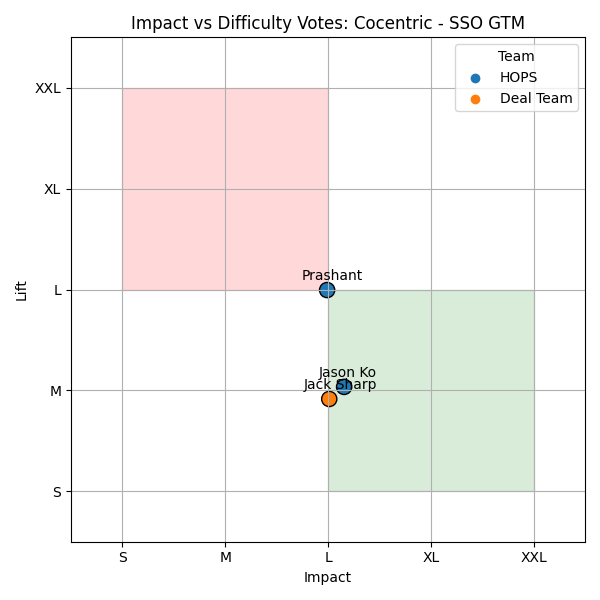 Impact vs Difficulty Votes: Cocentric - SSO GTM
Team
HOPS
Deal Team
XXL
XL
L
M
S
Lift
Prashant
Jason Ko
Jack Sharp
S
M
L
XL
XXL
Impact